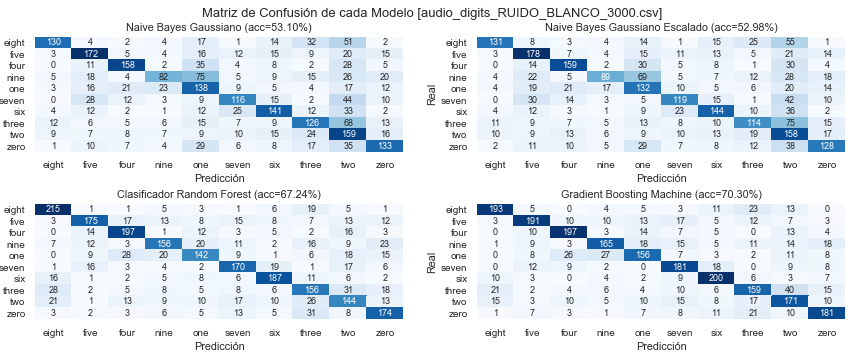 Matriz de Confusión de cada Modelo [audio_digits_RUIDO_BLANCO_3000.csv]
Naive Bayes Gaussiano (acc=53.10%)
eight 130 4 2 4 17 1 14 32 51 2
five 3 172 5 4 16 12 15 9 20 15
four 0 11 158 2 35 4 8 2 28 5
nine 5 18 4 82 75 5 9 15 26 20
one 3 16 21 23 138 9 5 4 17 12
seven 0 28 12 3 9 116 15 2 44 10
six 4 12 2 1 12 25 141 12 33 2
three 12 6 5 6 15 7 9 126 68 13
two 9 7 8 7 9 10 15 24 159 16
zero 1 10 7 4 29 6 8 17 35 133
eight five four nine one seven six three two zero
Predicción
Naive Bayes Gaussiano Escalado (acc=52.98%)
Real
eight 131 8 3 4 14 1 15 25 55 1
five 3 178 7 4 15 11 13 5 21 14
four 0 14 159 2 30 5 8 1 30 4
nine 4 22 5 89 69 5 7 12 28 18
one 4 19 21 17 132 10 5 6 20 14
seven 0 30 14 3 5 119 15 1 42 10
six 4 12 3 1 9 23 144 10 36 2
three 11 9 7 5 13 8 10 114 75 15
two 10 9 13 6 9 10 13 19 158 17
zero 2 11 10 5 29 7 8 12 38 128
eight five four nine one seven six three two zero
Predicción
Clasificador Random Forest (acc=67.24%)
eight 215 1 1 5 3 1 6 19 5 1
five 3 175 17 13 8 15 8 7 13 12
four 0 14 197 1 12 3 5 2 16 3
nine 7 12 3 156 20 11 2 16 9 23
one 0 9 28 20 142 9 1 6 18 15
seven 1 16 3 4 2 170 19 1 17 6
six 16 1 2 5 8 6 187 11 6 2
three 28 2 5 8 5 8 6 156 31 18
two 21 1 13 9 10 17 10 26 144 13
zero 3 2 3 6 5 13 5 31 8 174
eight five four nine one seven six three two zero
Predicción
Gradient Boosting Machine (acc=70.30%)
Real
eight 193 5 0 4 5 3 11 23 13 0
five 3 191 10 10 13 17 5 12 7 3
four 0 10 197 3 14 7 5 0 13 4
nine 1 9 3 165 18 15 5 11 14 18
one 0 8 26 27 156 7 3 2 11 8
seven 0 12 9 2 0 181 18 0 9 8
six 10 3 0 4 2 9 200 6 3 7
three 21 2 4 6 4 10 6 159 40 15
two 15 3 10 5 10 15 8 17 171 10
zero 1 7 3 1 7 8 11 21 10 181
eight five four nine one seven six three two zero
Predicción